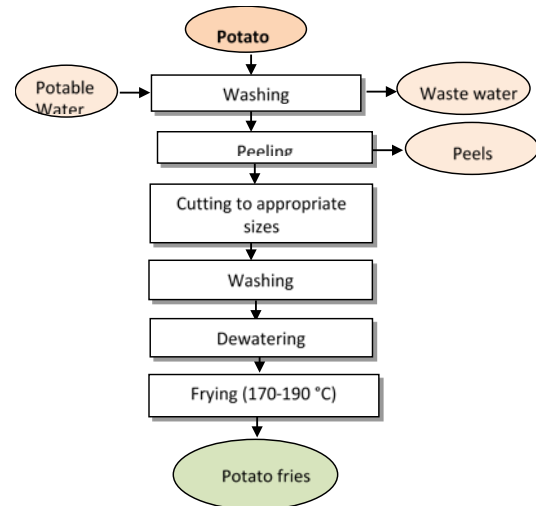 Potato
Potable
Water
Washing
Waste water
Peeling
Peels
Cutting to appropriate
sizes
Washing
Dewatering
Frying (170-190 °C)
Potato fries